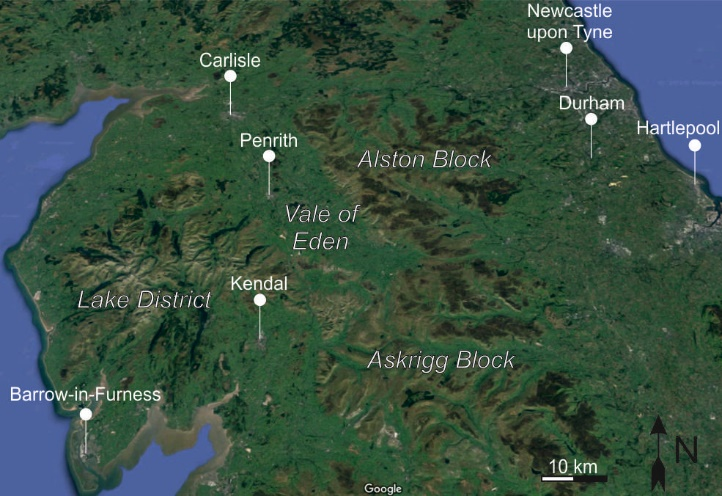 Newcastle
upon Tyne
Carlisle
Durham
Hartlepool
Penrith
Alston Block
Vale of
Eden
Kendal
Lake District
Askrigg Block
Barrow-in-Furness
N
10 km
Google